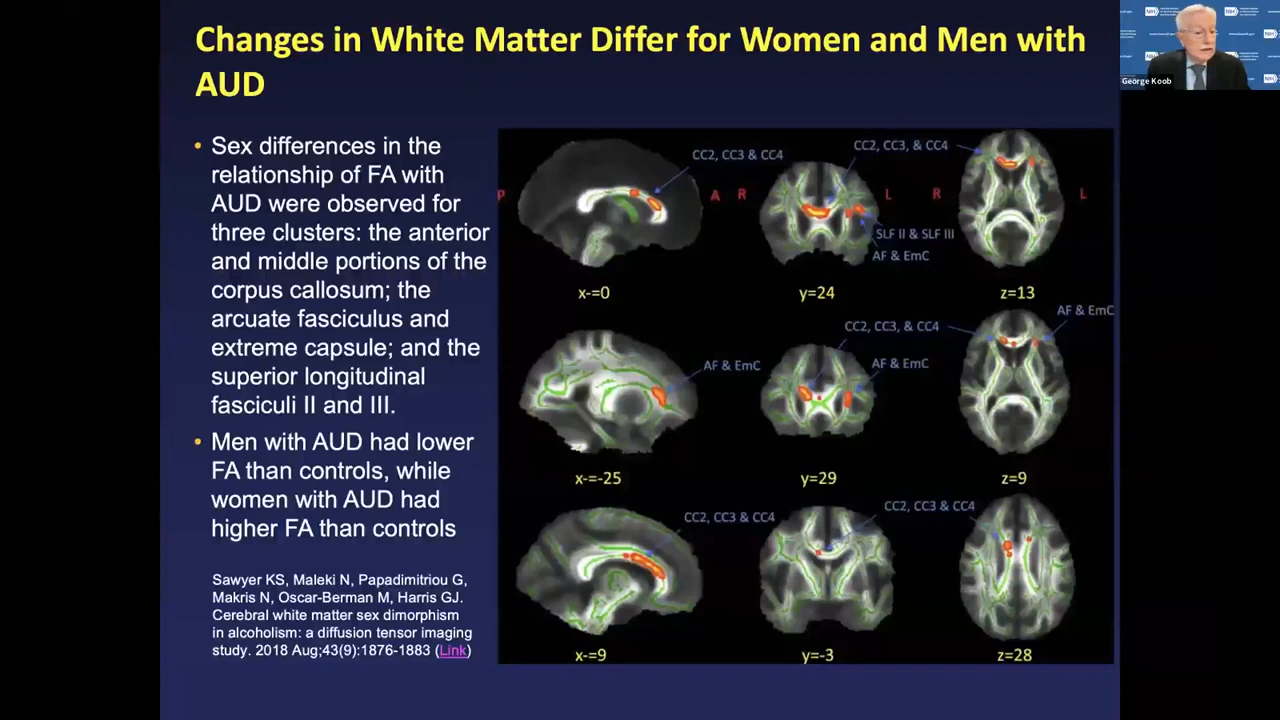 Changes in White Matter Differ for Women and Men with
AUD
George Koob
NIH
NIH
NIH
NIH
• Sex differences in the
relationship of FA with
AUD were observed for
three clusters: the anterior
and middle portions of the
corpus callosum; the
arcuate fasciculus and
extreme capsule; and the
superior longitudinal
fasciculi II and III.
• Men with AUD had lower
FA than controls, while
women with AUD had
higher FA than controls
Sawyer KS, Maleki N, Papadimitriou G,
Makris N, Oscar-Berman M, Harris GJ.
Cerebral white matter sex dimorphism
in alcoholism: a diffusion tensor imaging
study. 2018 Aug;43(9):1876-1883 (Link)
CC2, CC3 & CC4
CC2, CC3, & CC4
P
A
R
L
R
L
SLF II & SLF III
AF & EmC
x-=0
y=24
z=13
AF & EmC
CC2, CC3, & CC4
AF & EmC
AF & EmC
x-=-25
y=29
z=9
CC2, CC3 & CC4
CC2, CC3 & CC4
x-=9
y=-3
z=28